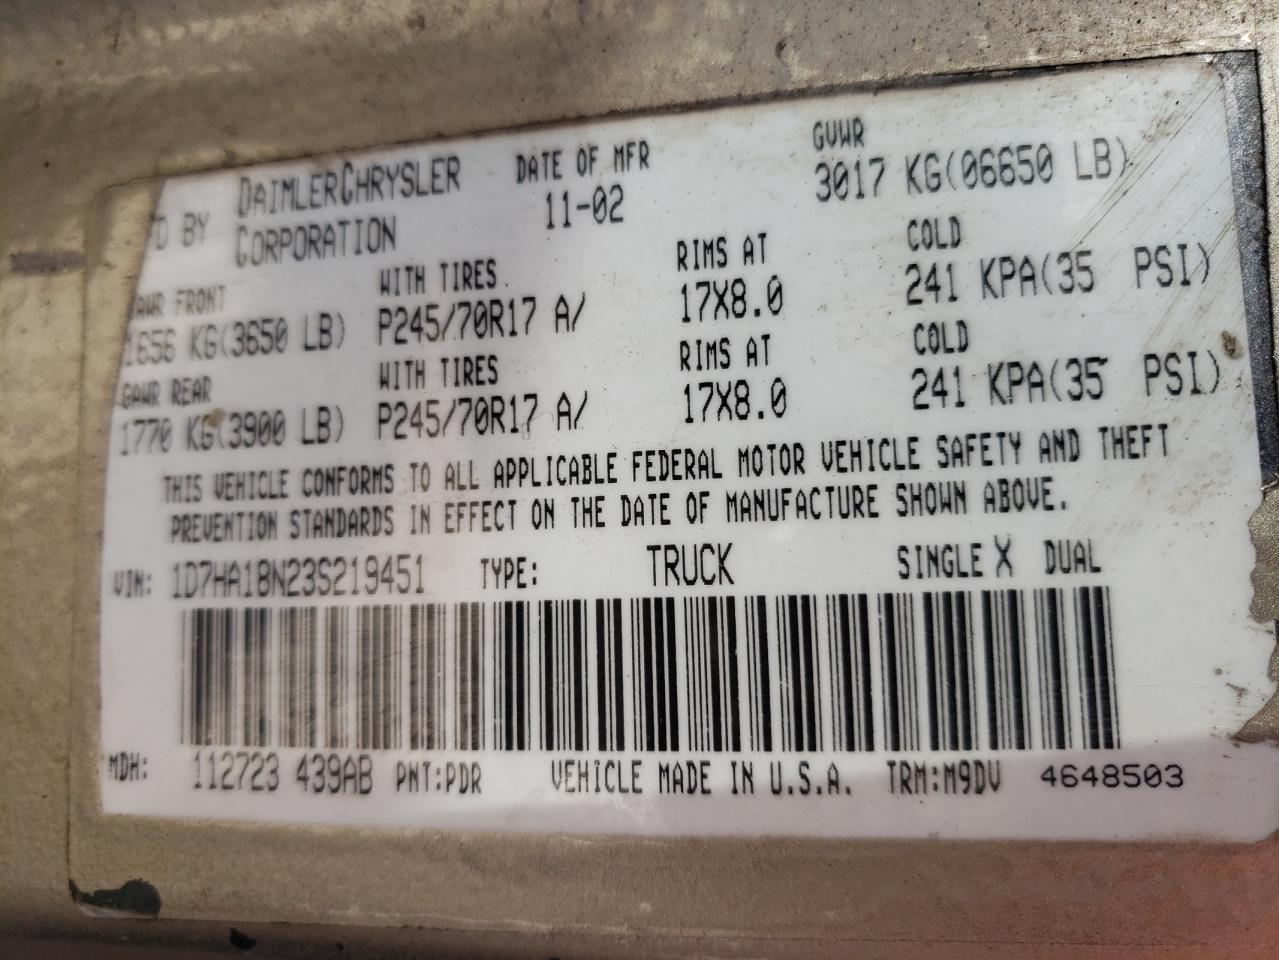 D BY DAIMLERCHRYSLER CORPORATION DATE OF MFR 11-02 GVWR 3017 KG(06650 LB)
FRONT WITH TIRES RIMS AT COLD
1656 KG(3650 LB) P245/70R17 A/ 17X8.0 241 KPA(35 PSI)
GAWR REAR WITH TIRES RIMS AT COLD
1770 KG(3900 LB) P245/70R17 A/ 17X8.0 241 KPA(35 PSI)
THIS VEHICLE CONFORMS TO ALL APPLICABLE FEDERAL MOTOR VEHICLE SAFETY AND THEFT
PREVENTION STANDARDS IN EFFECT ON THE DATE OF MANUFACTURE SHOWN ABOVE.
VIN: 1D7HA18N23S219451 TYPE: TRUCK SINGLE X DUAL
MDH: 112723 439AB PNT:PDR VEHICLE MADE IN U.S.A. TRM:M9DV 4648503